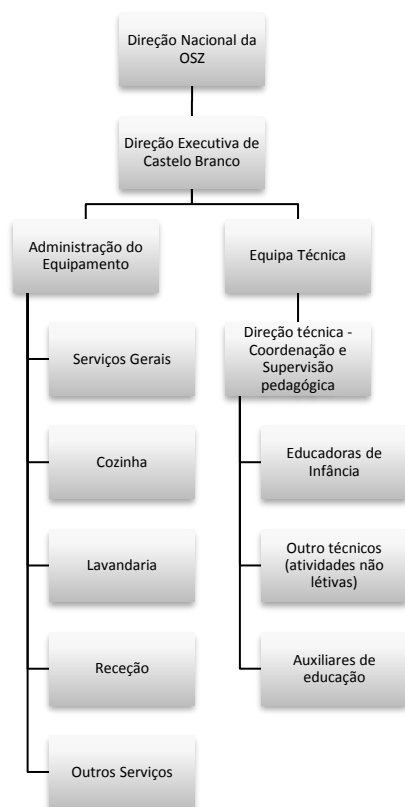 Direção Nacional da
OSZ
Direção Executiva de
Castelo Branco
Administração do
Equipamento
Equipa Técnica
Serviços Gerais
Direção técnica -
Coordenação e
Supervisão
pedagógica
Cozinha
Educadoras de
Infância
Lavandaria
Outro técnicos
(atividades não
létivas)
Receção
Auxiliares de
educação
Outros Serviços